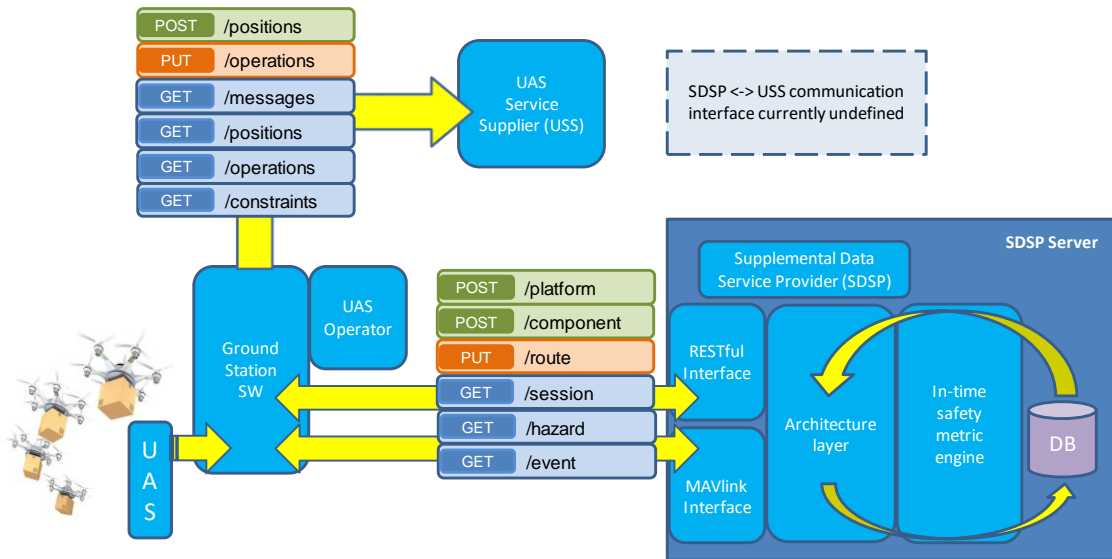 POST /positions
PUT /operations
GET /messages
GET /positions
GET /operations
GET /constraints
UAS
Service
Supplier (USS)
SDSP <-> USS communication
interface currently undefined
SDSP Server
Supplemental Data
Service Provider (SDSP)
UAS
Operator
Ground
Station
SW
POST /platform
POST /component
PUT /route
GET /session
GET /hazard
GET /event
RESTful
Interface
MAVlink
Interface
Architecture
layer
In-time
safety
metric
engine
DB
U
A
S